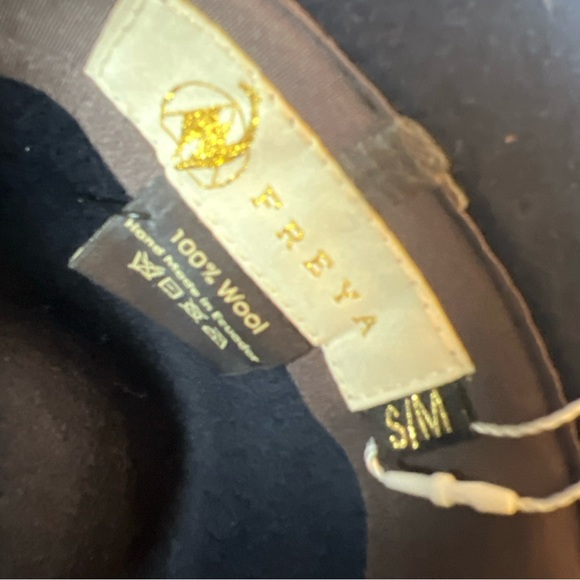 FREYA
100% Wool
Hand Made in Ecuador
S/M